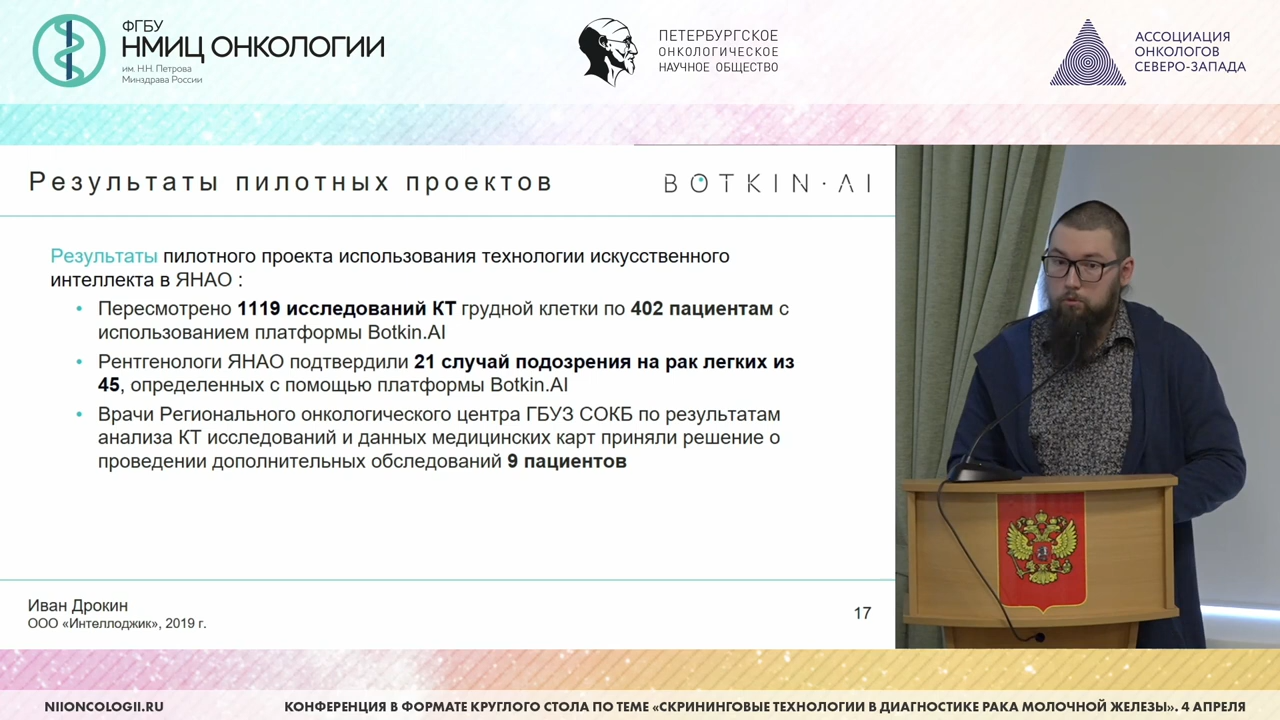 ФГБУ
НМИЦ ОНКОЛОГИИ
им. Н.Н. Петрова
Минздрава России
ПЕТЕРБУРГСКОЕ
ОНКОЛОГИЧЕСКОЕ
НАУЧНОЕ ОБЩЕСТВО
АССОЦИАЦИЯ
ОНКОЛОГОВ
СЕВЕРО-ЗАПАДА
Результаты пилотных проектов
BOTKIN·AI
Результаты пилотного проекта использования технологии искусственного
интеллекта в ЯНАО :
• Пересмотрено 1119 исследований КТ грудной клетки по 402 пациентам с
использованием платформы Botkin.AI
• Рентгенологи ЯНАО подтвердили 21 случай подозрения на рак легких из
45, определенных с помощью платформы Botkin.AI
• Врачи Регионального онкологического центра ГБУЗ СОКБ по результатам
анализа КТ исследований и данных медицинских карт приняли решение о
проведении дополнительных обследований 9 пациентов
Иван Дрокин
ООО «Интеллоджик», 2019 г.
17
NIIONCOLOGII.RU
КОНФЕРЕНЦИЯ В ФОРМАТЕ КРУГЛОГО СТОЛА ПО ТЕМЕ «СКРИНИНГОВЫЕ ТЕХНОЛОГИИ В ДИАГНОСТИКЕ РАКА МОЛОЧНОЙ ЖЕЛЕЗЫ». 4 АПРЕЛЯ